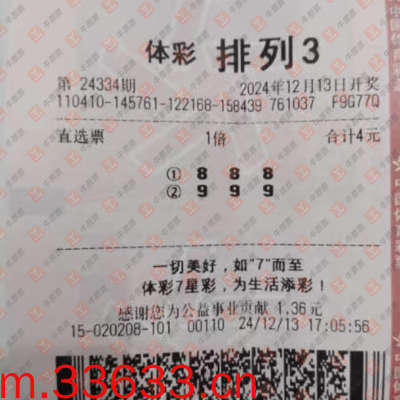 体彩 排列3
第 24334期 2024年12月13日开奖
110410-145761-122168-158439 761037 F9G77Q
直选票 1倍 合计4元
① 8 8 8
② 9 9 9
一切美好，如"7"而至
体彩7星彩，为生活添彩！
感谢您为公益事业贡献 1.36元
15-020208-101 00110 24/12/13 17:05:56
m.33633.cn